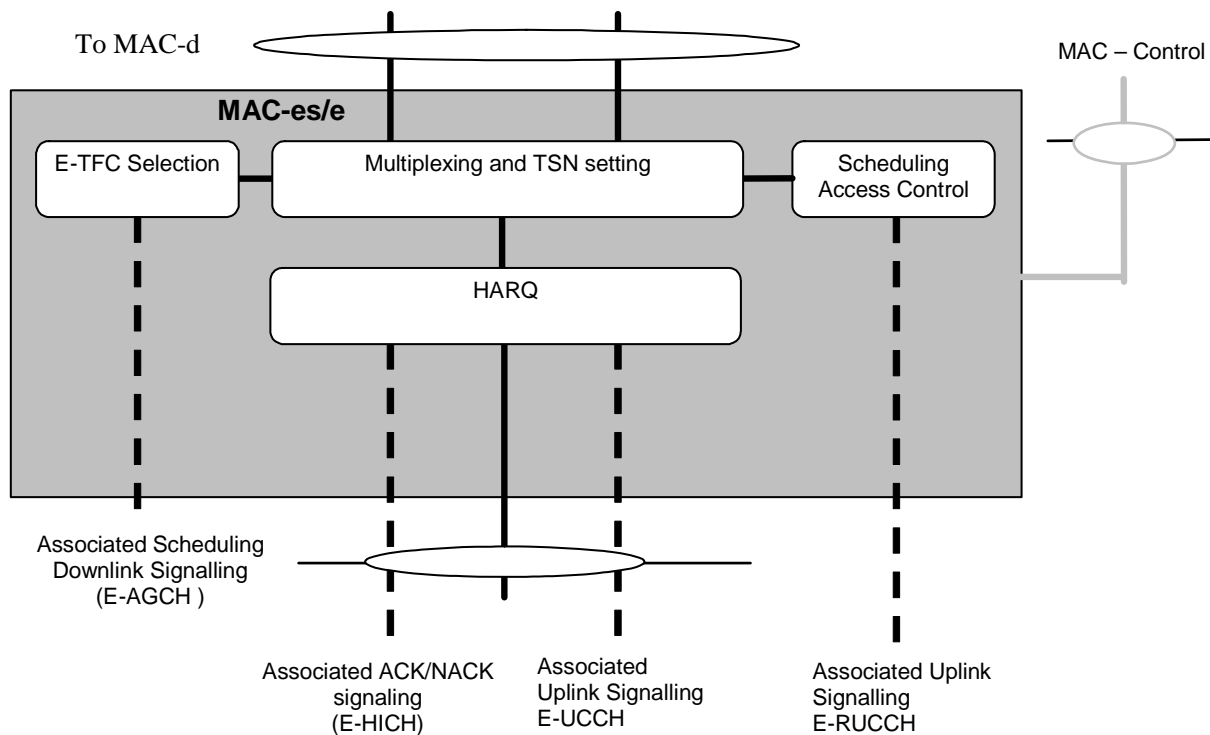 To MAC-d
MAC – Control
MAC-es/e
E-TFC Selection
Multiplexing and TSN setting
Scheduling
Access Control
HARQ
Associated Scheduling
Downlink Signalling
(E-AGCH )
Associated ACK/NACK
signaling
(E-HICH)
Associated
Uplink Signalling
E-UCCH
Associated Uplink
Signalling
E-RUCCH